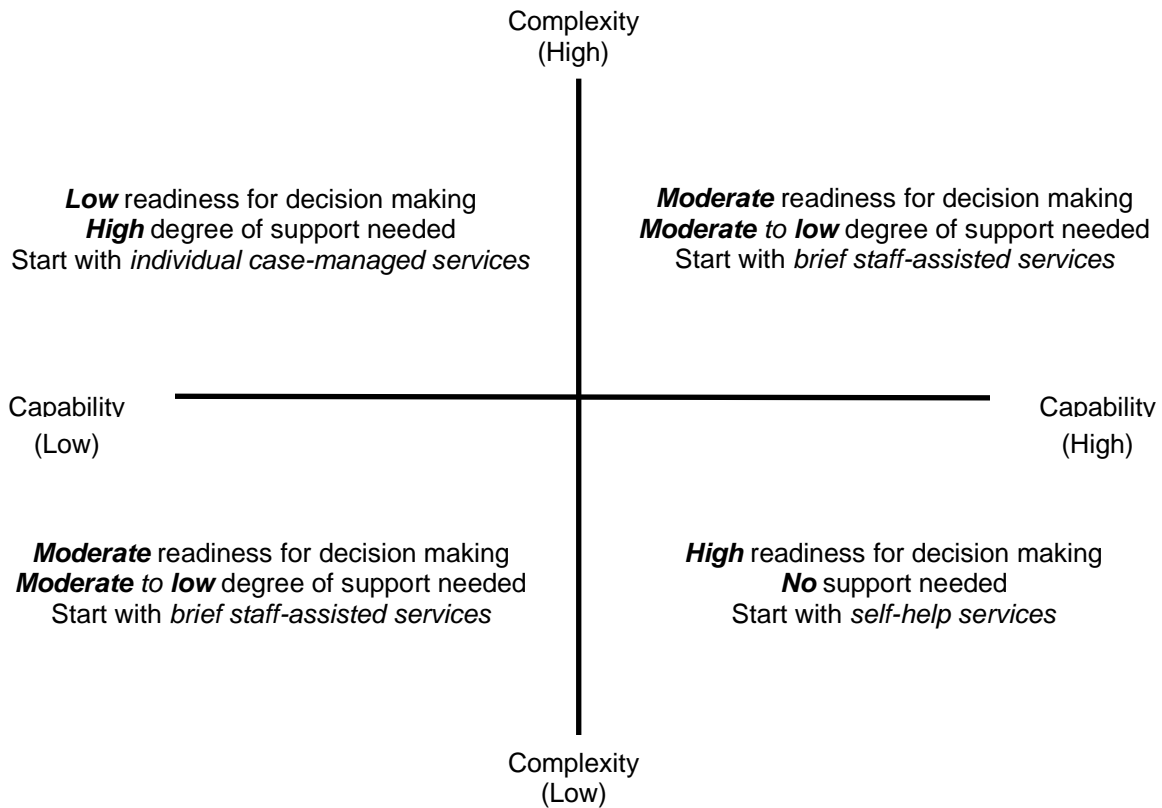 Complexity
(High)
Low readiness for decision making
High degree of support needed
Start with individual case-managed services
Moderate readiness for decision making
Moderate to low degree of support needed
Start with brief staff-assisted services
Capability
(Low)
Capability
(High)
Moderate readiness for decision making
Moderate to low degree of support needed
Start with brief staff-assisted services
High readiness for decision making
No support needed
Start with self-help services
Complexity
(Low)